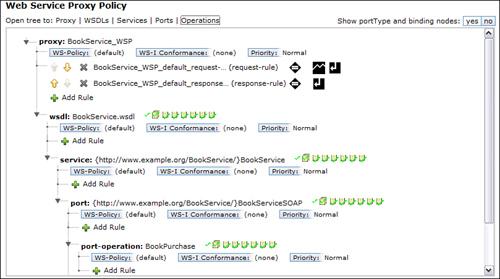 Web Service Proxy Policy
Open tree to: Proxy | WSDLs | Services | Ports | Operations
Show portType and binding nodes: yes no
proxy: BookService_WSP
WS-Policy: (default) WS-I Conformance: (none) Priority: Normal
BookService_WSP_default_request-... (request-rule)
BookService_WSP_default_response... (response-rule)
Add Rule
wsdl: BookService.wsdl
WS-Policy: (default) WS-I Conformance: (none) Priority: Normal
Add Rule
service: {http://www.example.org/BookService/}BookService
WS-Policy: (default) WS-I Conformance: (none) Priority: Normal
Add Rule
port: {http://www.example.org/BookService/}BookServiceSOAP
WS-Policy: (default) WS-I Conformance: (none) Priority: Normal
Add Rule
port-operation: BookPurchase
WS-Policy: (default) WS-I Conformance: (none) Priority: Normal
Add Rule